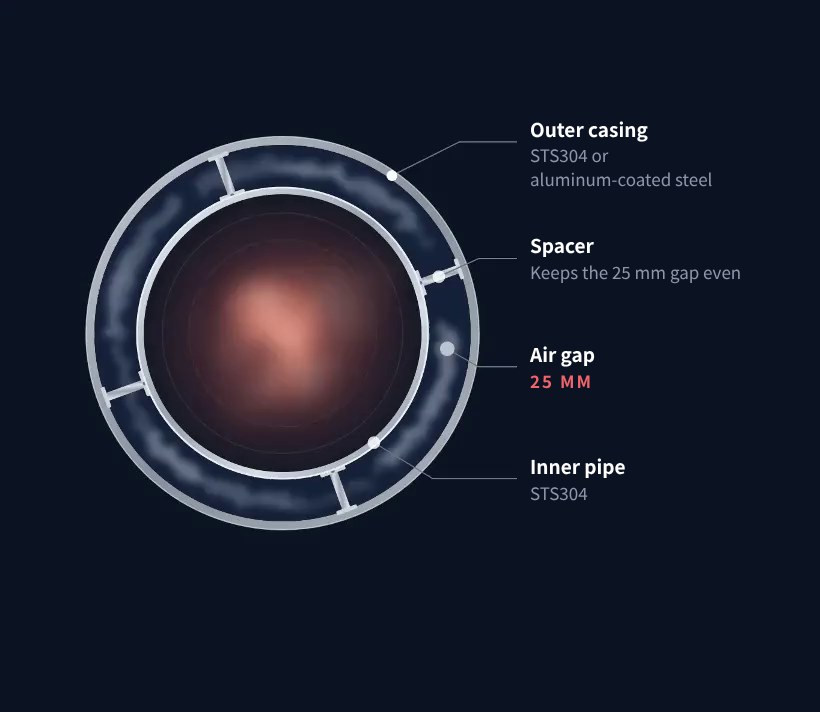 Outer casing
STS304 or
aluminum-coated steel
Spacer
Keeps the 25 mm gap even
Air gap
25 MM
Inner pipe
STS304